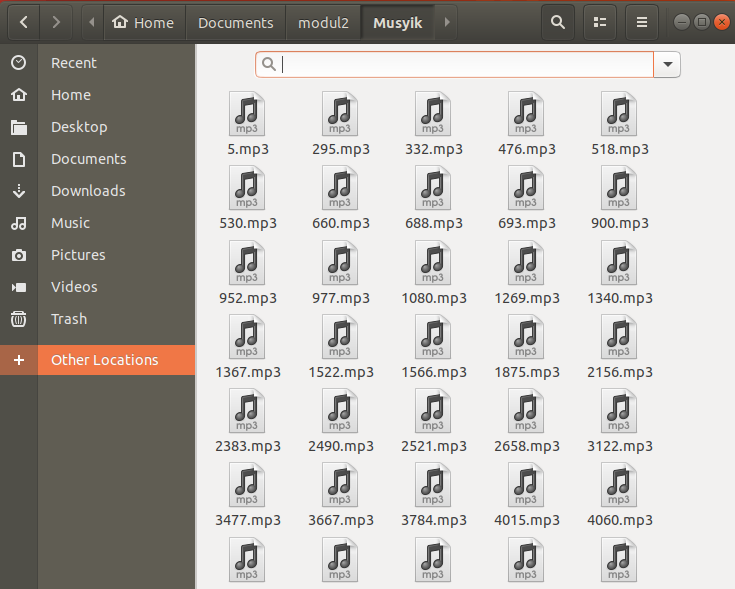 Home Documents modul2 Musyik
Recent
Home
Desktop
Documents
Downloads
Music
Pictures
Videos
Trash
Other Locations
mp3 mp3 mp3 mp3 mp3
5.mp3 295.mp3 332.mp3 476.mp3 518.mp3
mp3 mp3 mp3 mp3 mp3
530.mp3 660.mp3 688.mp3 693.mp3 900.mp3
mp3 mp3 mp3 mp3 mp3
952.mp3 977.mp3 1080.mp3 1269.mp3 1340.mp3
mp3 mp3 mp3 mp3 mp3
1367.mp3 1522.mp3 1566.mp3 1875.mp3 2156.mp3
mp3 mp3 mp3 mp3 mp3
2383.mp3 2490.mp3 2521.mp3 2658.mp3 3122.mp3
mp3 mp3 mp3 mp3 mp3
3477.mp3 3667.mp3 3784.mp3 4015.mp3 4060.mp3
mp3 mp3 mp3 mp3 mp3